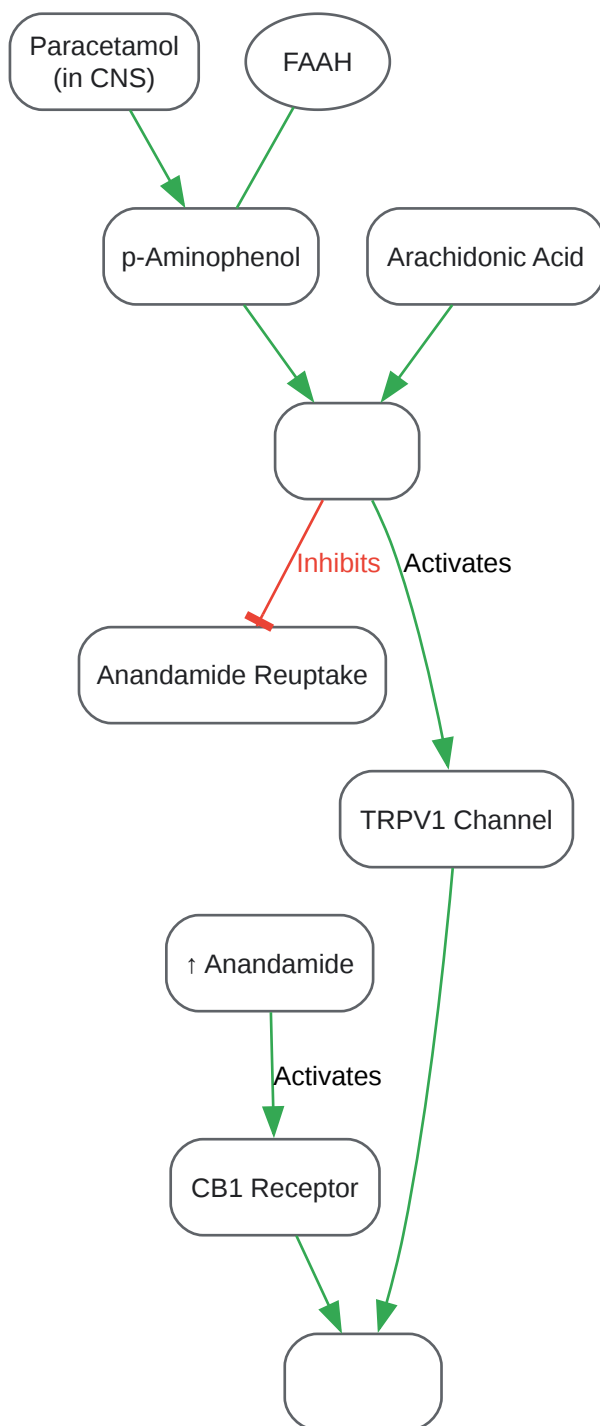 Paracetamol
(in CNS)
FAAH
p-Aminophenol
Arachidonic Acid
Inhibits
Activates
Anandamide Reuptake
TRPV1 Channel
↑ Anandamide
Activates
CB1 Receptor